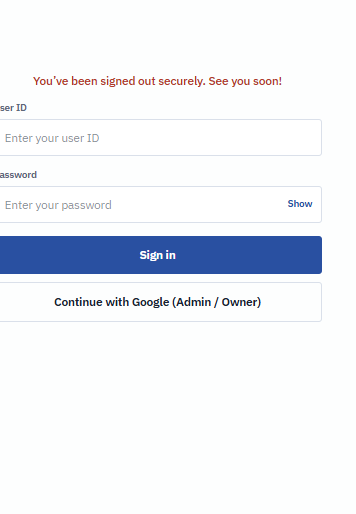 You’ve been signed out securely. See you soon!
ser ID
Enter your user ID
assword
Enter your password
Show
Sign in
Continue with Google (Admin / Owner)